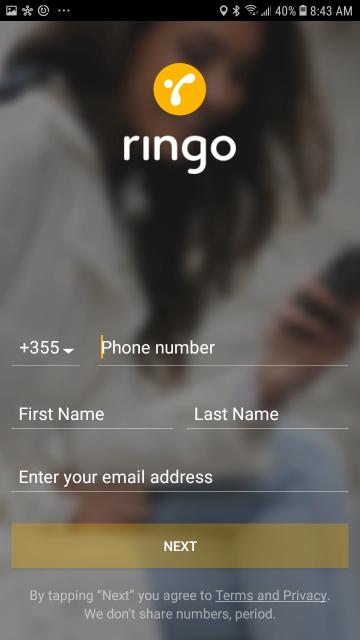 40% 8:43 AM
ringo
+355 Phone number
First Name Last Name
Enter your email address
NEXT
By tapping “Next” you agree to Terms and Privacy.
We don't share numbers, period.